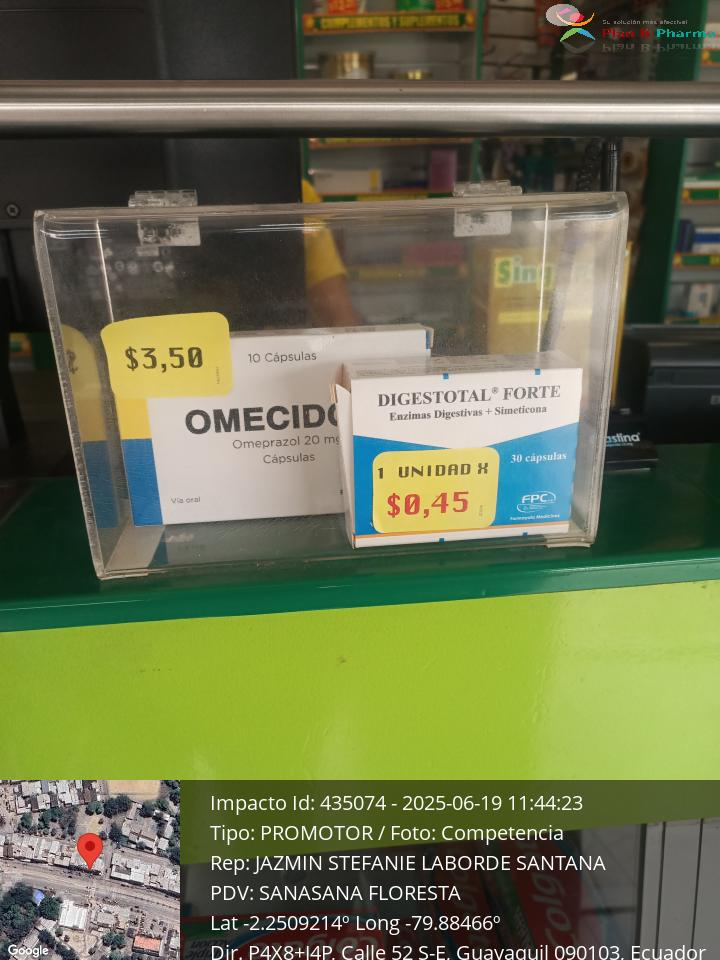 COMPLEMENTOS Y SUPLEMENTOS
Su solución más efectiva!
Plan B Pharma
$3,50
10 Cápsulas
OMECIDO
Omeprazol 20 mg
Cápsulas
Vía oral
DIGESTOTAL® FORTE
Enzimas Digestivas + Simeticona
30 cápsulas
1 UNIDAD X
$0,45
FPC
Impacto Id: 435074 - 2025-06-19 11:44:23
Tipo: PROMOTOR / Foto: Competencia
Rep: JAZMIN STEFANIE LABORDE SANTANA
PDV: SANASANA FLORESTA
Lat -2.2509214º Long -79.88466º
Dir. P4X8+J4P, Calle 52 S-E, Guayaquil 090103, Ecuador
Google